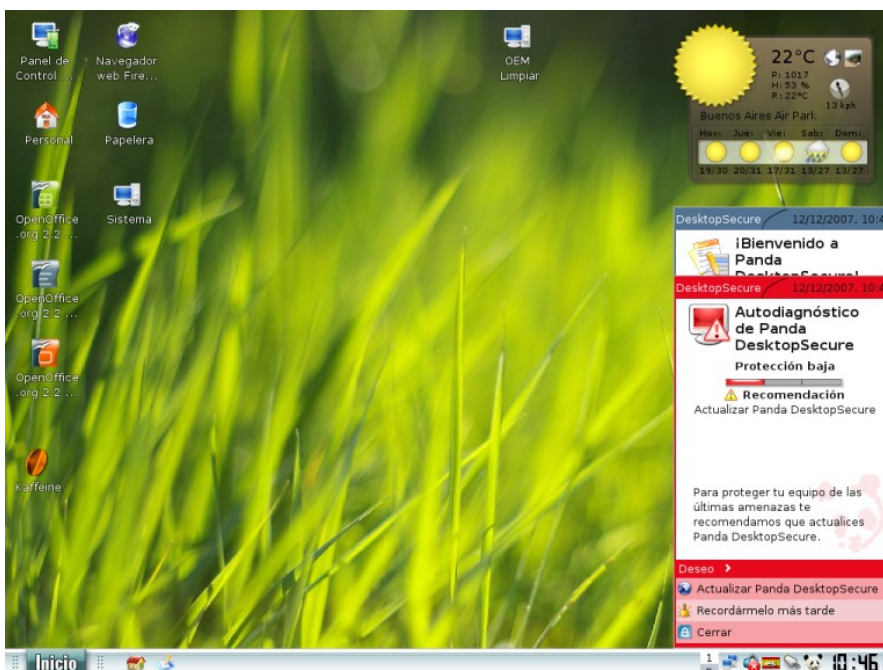 Panel de
Control ...
Navegador
web Fire...
OEM
Limpiar
Personal
Papelera
OpenOffice
.org 2.2 ...
Sistema
OpenOffice
.org 2.2 ...
OpenOffice
.org 2.2 ...
Kaffeine
22°C
P: 1017
H: 53 %
R: 22ºC
13 kph
Buenos Aires Air Park:
Hoy: Jue: Vie: Sab: Dom:
19/30 20/31 17/31 13/27 13/27
DesktopSecure 12/12/2007, 10:4
¡Bienvenido a
Panda
DesktopSecure!
DesktopSecure 12/12/2007, 10:4
Autodiagnóstico
de Panda
DesktopSecure
Protección baja
Recomendación
Actualizar Panda DesktopSecure
Para proteger tu equipo de las
últimas amenazas te
recomendamos que actualices
Panda DesktopSecure.
Deseo
Actualizar Panda DesktopSecure
Recordármelo más tarde
Cerrar
Inicio
1
10:45